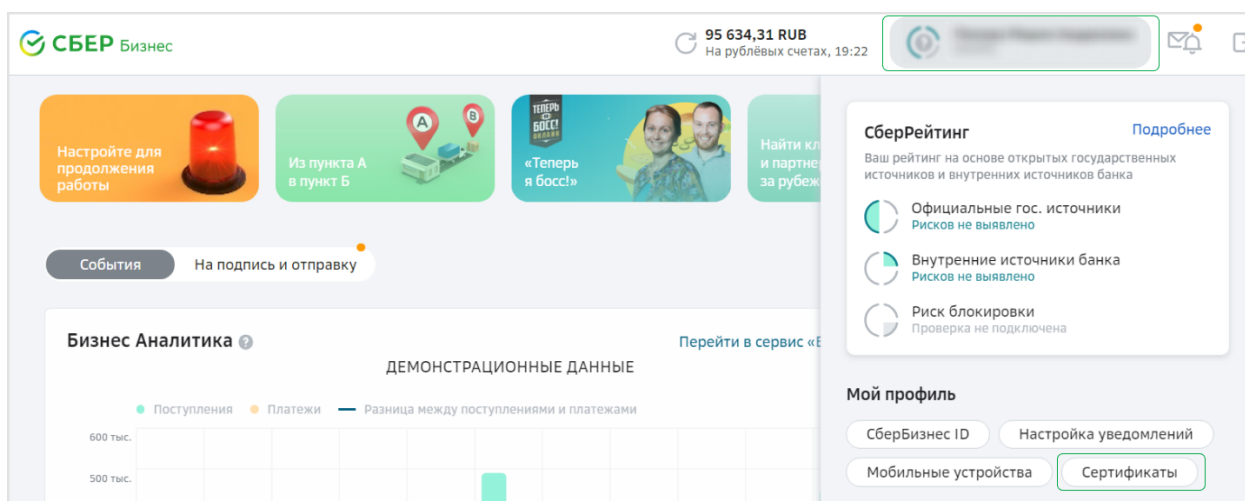 СБЕР Бизнес
95 634,31 RUB
На рублёвых счетах, 19:22
Настройте для
продолжения
работы
Из пункта А
в пункт Б
A
B
ТЕПЕРЬ
БОСС!
«Теперь
я босс!»
Найти кл
и партне
за рубеж
События
На подпись и отправку
Бизнес Аналитика ?
Перейти в сервис «Б
ДЕМОНСТРАЦИОННЫЕ ДАННЫЕ
Поступления
Платежи
Разница между поступлениями и платежами
600 тыс.
500 тыс.
СберРейтинг
Подробнее
Ваш рейтинг на основе открытых государственных
источников и внутренних источников банка
Официальные гос. источники
Рисков не выявлено
Внутренние источники банка
Рисков не выявлено
Риск блокировки
Проверка не подключена
Мой профиль
СберБизнес ID
Настройка уведомлений
Мобильные устройства
Сертификаты